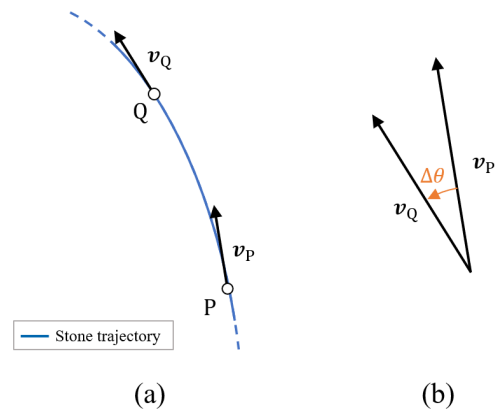 v_Q
Q
v_P
P
Stone trajectory
(a)
v_P
Δθ
v_Q
(b)